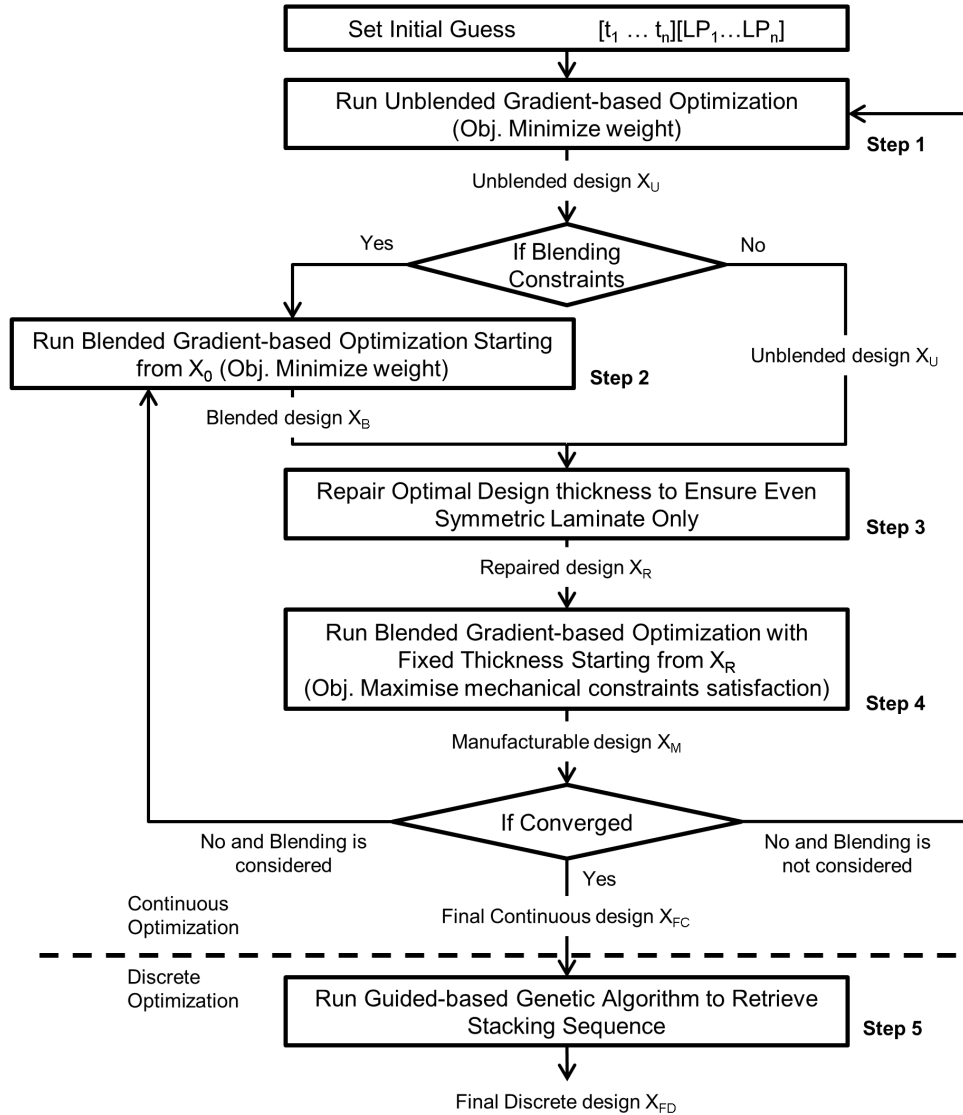 Set Initial Guess [t1 … tn][LP1…LPn]
Run Unblended Gradient-based Optimization
(Obj. Minimize weight)
Step 1
Unblended design XU
Yes
No
If Blending
Constraints
Run Blended Gradient-based Optimization Starting
from X0 (Obj. Minimize weight)
Step 2
Unblended design XU
Blended design XB
Repair Optimal Design thickness to Ensure Even
Symmetric Laminate Only
Step 3
Repaired design XR
Run Blended Gradient-based Optimization with
Fixed Thickness Starting from XR
(Obj. Maximise mechanical constraints satisfaction)
Step 4
Manufacturable design XM
If Converged
No and Blending is
considered
No and Blending is
not considered
Yes
Continuous
Optimization
Final Continuous design XFC
Discrete
Optimization
Run Guided-based Genetic Algorithm to Retrieve
Stacking Sequence
Step 5
Final Discrete design XFD